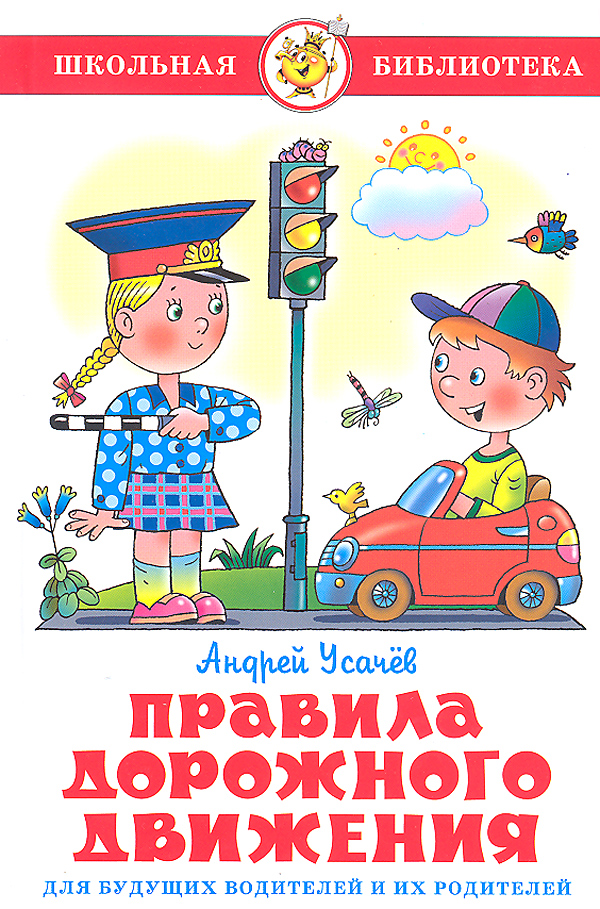 ШКОЛЬНАЯ БИБЛИОТЕКА
Андрей Усачёв
ПРАВИЛА
ДОРОЖНОГО
ДВИЖЕНИЯ
ДЛЯ БУДУЩИХ ВОДИТЕЛЕЙ И ИХ РОДИТЕЛЕЙ